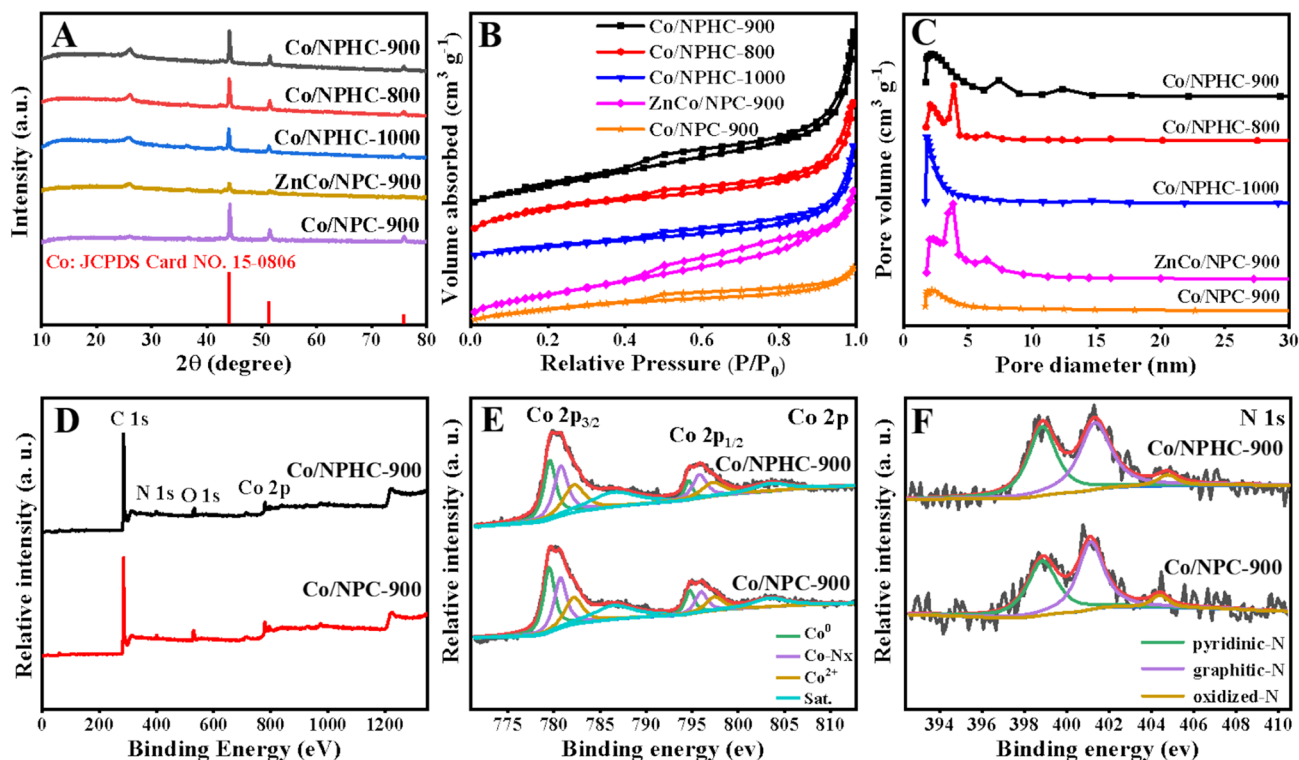 A
Co/NPHC-900
Co/NPHC-800
Co/NPHC-1000
ZnCo/NPC-900
Co/NPC-900
Co: JCPDS Card NO. 15-0806
10 20 30 40 50 60 70 80
2θ (degree)
Intensity (a.u.)
B
Co/NPHC-900
Co/NPHC-800
Co/NPHC-1000
ZnCo/NPC-900
Co/NPC-900
0.0 0.2 0.4 0.6 0.8 1.0
Relative Pressure (P/P0)
Volume absorbed (cm3 g-1)
C
Co/NPHC-900
Co/NPHC-800
Co/NPHC-1000
ZnCo/NPC-900
Co/NPC-900
0 5 10 15 20 25 30
Pore diameter (nm)
Pore volume (cm3 g-1)
D
C 1s
N 1s
O 1s
Co 2p
Co/NPHC-900
Co/NPC-900
0 200 400 600 800 1000 1200
Binding Energy (eV)
Relative intensity (a. u.)
E
Co 2p3/2
Co 2p
Co 2p1/2
Co/NPHC-900
Co/NPC-900
Co0
Co-Nx
Co2+
Sat.
775 780 785 790 795 800 805 810
Binding energy (ev)
Relative intensity (a. u.)
F
N 1s
Co/NPHC-900
Co/NPC-900
pyridinic-N
graphitic-N
oxidized-N
394 396 398 400 402 404 406 408 410
Binding energy (ev)
Relative intensity (a. u.)